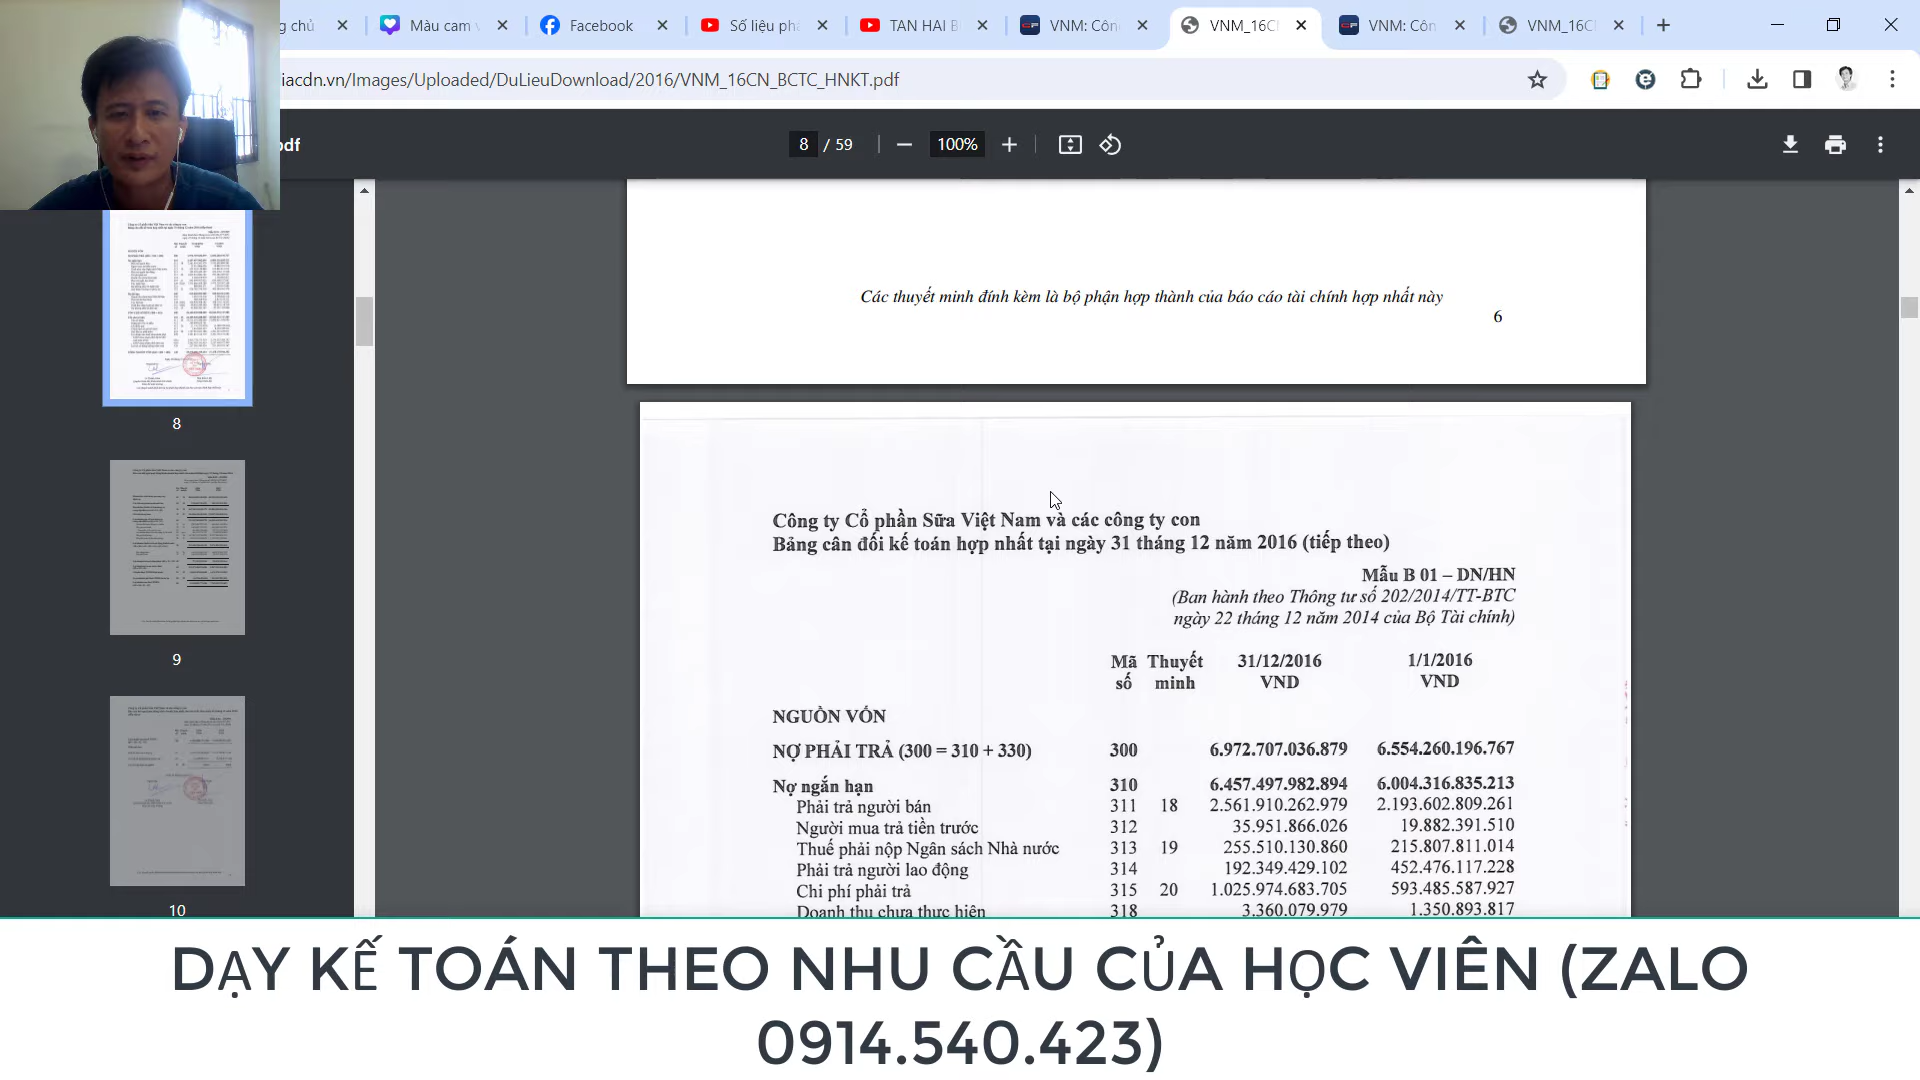 ng chủ
Màu cam v
Facebook
Số liệu phá
TAN HAI B
VNM: Côn
VNM_16C
VNM: Côn
VNM_16C
iacdn.vn/Images/Uploaded/DuLieuDownload/2016/VNM_16CN_BCTC_HNKT.pdf
pdf
8 / 59
100%
8
9
10
Các thuyết minh đính kèm là bộ phận hợp thành của báo cáo tài chính hợp nhất này
6
Công ty Cổ phần Sữa Việt Nam và các công ty con
Bảng cân đối kế toán hợp nhất tại ngày 31 tháng 12 năm 2016 (tiếp theo)
Mẫu B 01 – DN/HN
(Ban hành theo Thông tư số 202/2014/TT-BTC
ngày 22 tháng 12 năm 2014 của Bộ Tài chính)
Mã số Thuyết minh 31/12/2016 VND 1/1/2016 VND
NGUỒN VỐN
NỢ PHẢI TRẢ (300 = 310 + 330) 300 6.972.707.036.879 6.554.260.196.767
Nợ ngắn hạn 310 6.457.497.982.894 6.004.316.835.213
Phải trả người bán 311 18 2.561.910.262.979 2.193.602.809.261
Người mua trả tiền trước 312 35.951.866.026 19.882.391.510
Thuế phải nộp Ngân sách Nhà nước 313 19 255.510.130.860 215.807.811.014
Phải trả người lao động 314 192.349.429.102 452.476.117.228
Chi phí phải trả 315 20 1.025.974.683.705 593.485.587.927
Doanh thu chưa thực hiện 318 3.360.079.979 1.350.893.817
DẠY KẾ TOÁN THEO NHU CẦU CỦA HỌC VIÊN (ZALO
0914.540.423)